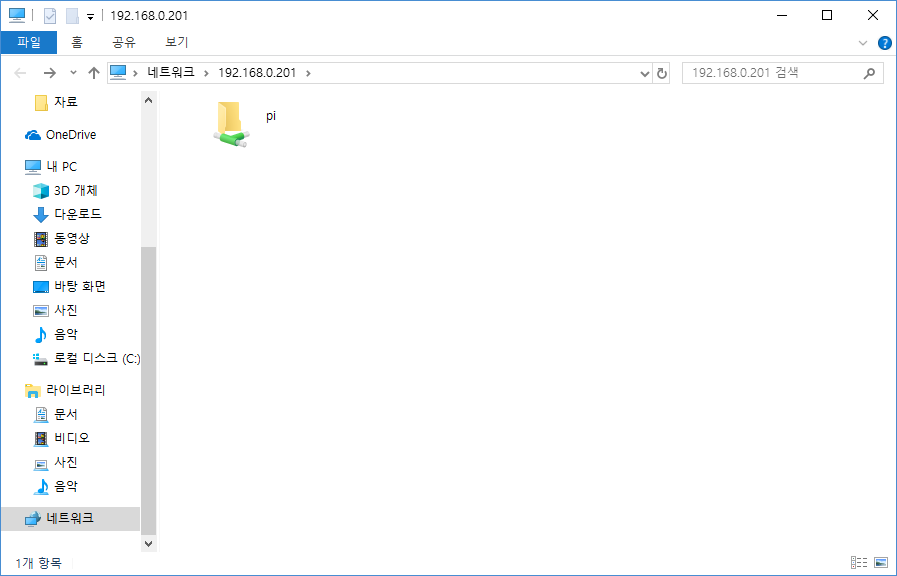 192.168.0.201
파일 홈 공유 보기
네트워크 192.168.0.201
192.168.0.201 검색
자료
OneDrive
내 PC
3D 개체
다운로드
동영상
문서
바탕 화면
사진
음악
로컬 디스크 (C:)
라이브러리
문서
비디오
사진
음악
네트워크
pi
1개 항목